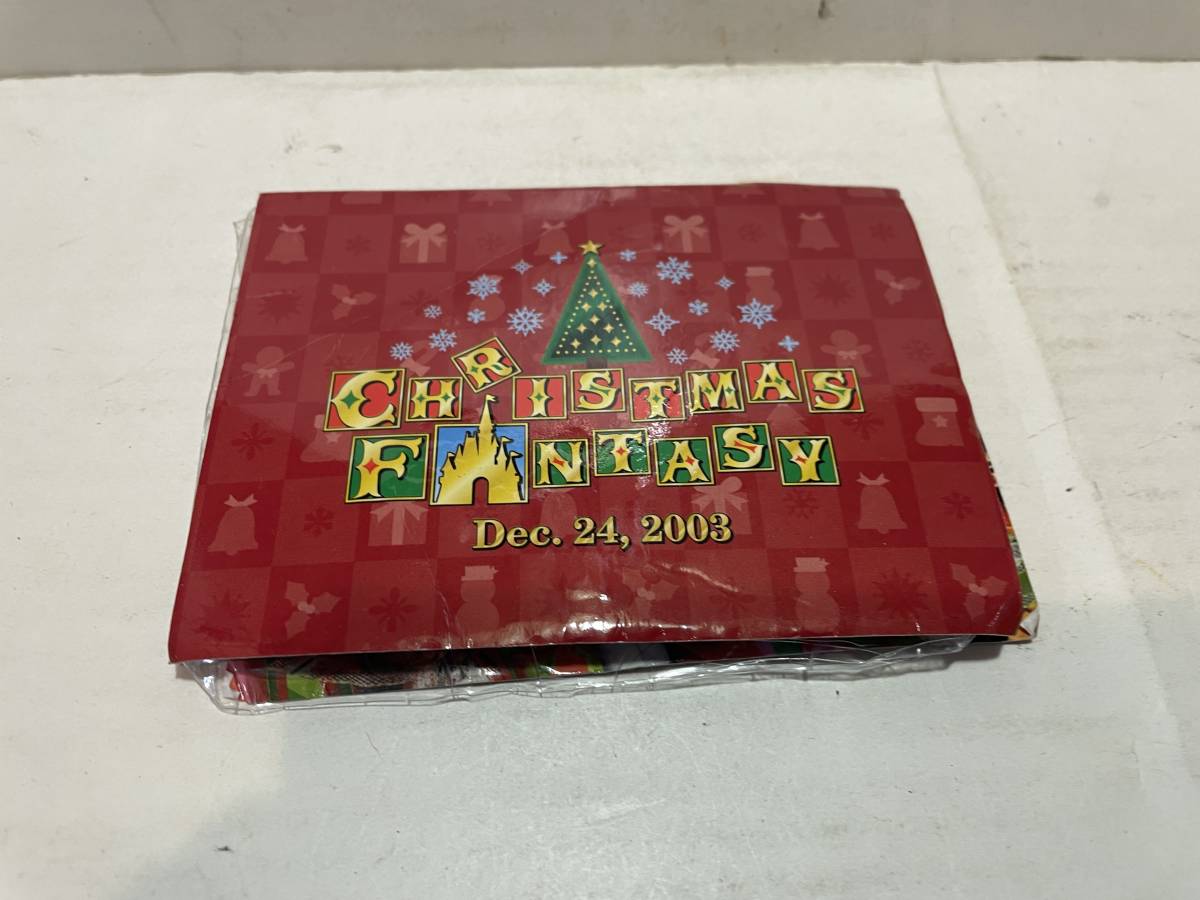 CHRISTMAS
FANTASY
Dec. 24, 2003